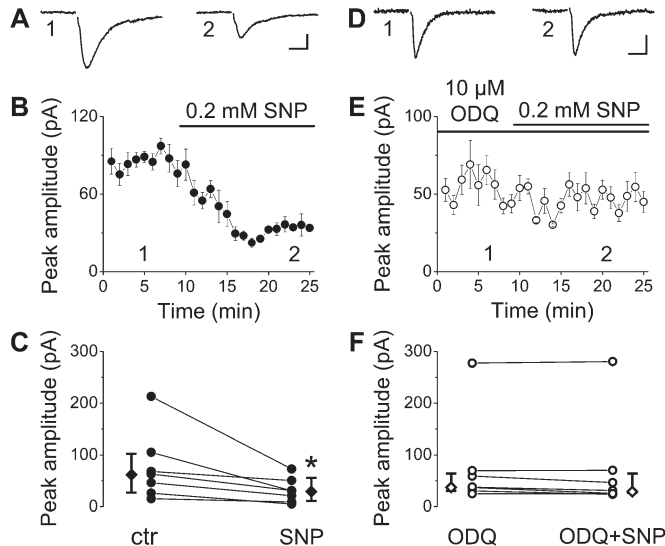 A
1
2
B
0.2 mM SNP
Peak amplitude (pA)
120
60
0
1
2
0 5 10 15 20 25
Time (min)
C
Peak amplitude (pA)
300
200
100
0
*
ctr SNP
D
1
2
E
10 µM
ODQ
0.2 mM SNP
Peak amplitude (pA)
100
50
0
1
2
0 5 10 15 20 25
Time (min)
F
Peak amplitude (pA)
300
200
100
0
ODQ ODQ+SNP